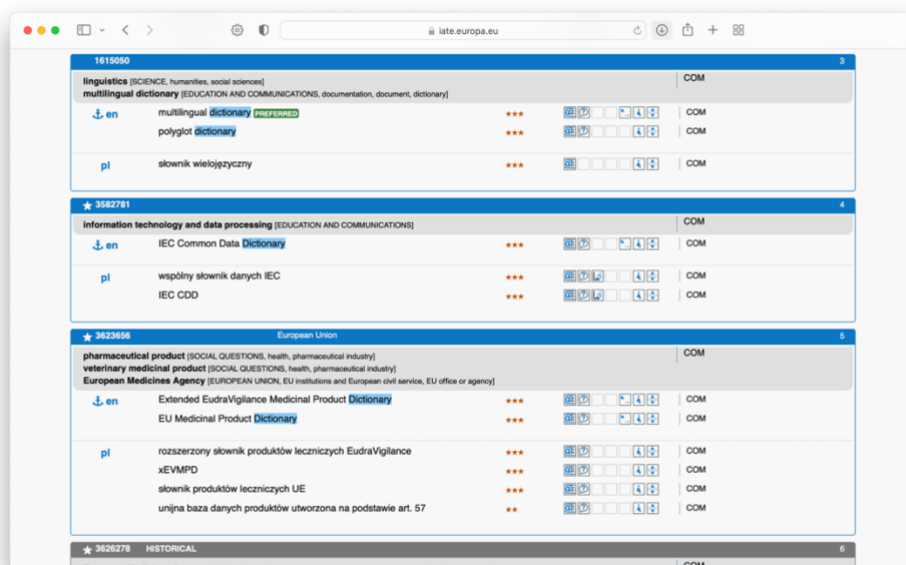 iate.europa.eu
1615050 3
linguistics [SCIENCE, humanities, social sciences] COM
multilingual dictionary [EDUCATION AND COMMUNICATIONS, documentation, document, dictionary]
en multilingual dictionary PREFERRED *** COM
polyglot dictionary *** COM
pl słownik wielojęzyczny *** COM
3582781 4
information technology and data processing [EDUCATION AND COMMUNICATIONS] COM
en IEC Common Data Dictionary *** COM
pl wspólny słownik danych IEC *** COM
IEC CDD *** COM
3623656 European Union 5
pharmaceutical product [SOCIAL QUESTIONS, health, pharmaceutical industry] COM
veterinary medicinal product [SOCIAL QUESTIONS, health, pharmaceutical industry]
European Medicines Agency [EUROPEAN UNION, EU institutions and European civil service, EU office or agency]
en Extended EudraVigilance Medicinal Product Dictionary *** COM
EU Medicinal Product Dictionary *** COM
pl rozszerzony słownik produktów leczniczych EudraVigilance *** COM
xEVMPD *** COM
słownik produktów leczniczych UE *** COM
unijna baza danych produktów utworzona na podstawie art. 57 ** COM
3626278 HISTORICAL 6
COM